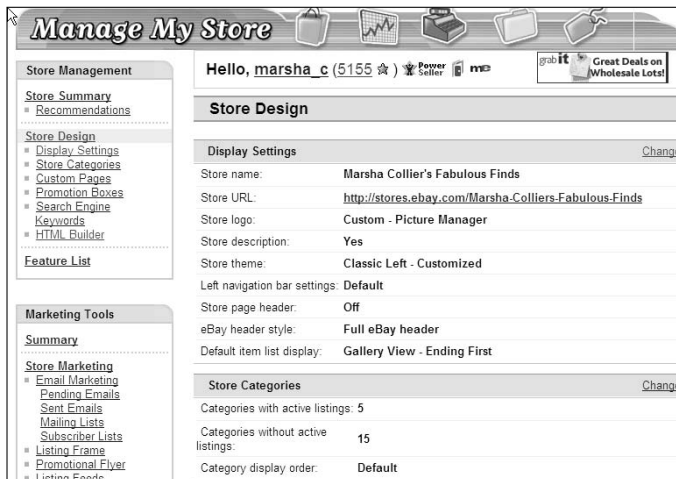 Manage My Store
Store Management
Store Summary
Recommendations
Store Design
Display Settings
Store Categories
Custom Pages
Promotion Boxes
Search Engine
Keywords
HTML Builder
Feature List
Marketing Tools
Summary
Store Marketing
Email Marketing
Pending Emails
Sent Emails
Mailing Lists
Subscriber Lists
Listing Frame
Promotional Flyer
Listing Feeds
Hello, marsha_c (5155 ) Power Seller me
grab it Great Deals on Wholesale Lots!
Store Design
Display Settings Change
Store name: Marsha Collier's Fabulous Finds
Store URL: http://stores.ebay.com/Marsha-Colliers-Fabulous-Finds
Store logo: Custom - Picture Manager
Store description: Yes
Store theme: Classic Left - Customized
Left navigation bar settings: Default
Store page header: Off
eBay header style: Full eBay header
Default item list display: Gallery View - Ending First
Store Categories Change
Categories with active listings: 5
Categories without active listings: 15
Category display order: Default